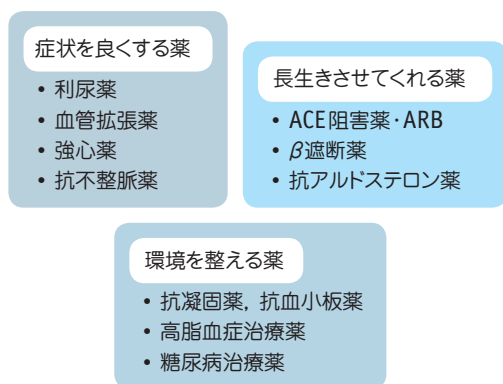 症状を良くする薬
• 利尿薬
• 血管拡張薬
• 強心薬
• 抗不整脈薬
長生きさせてくれる薬
• ACE阻害薬・ARB
• β遮断薬
• 抗アルドステロン薬
環境を整える薬
• 抗凝固薬, 抗血小板薬
• 高脂血症治療薬
• 糖尿病治療薬